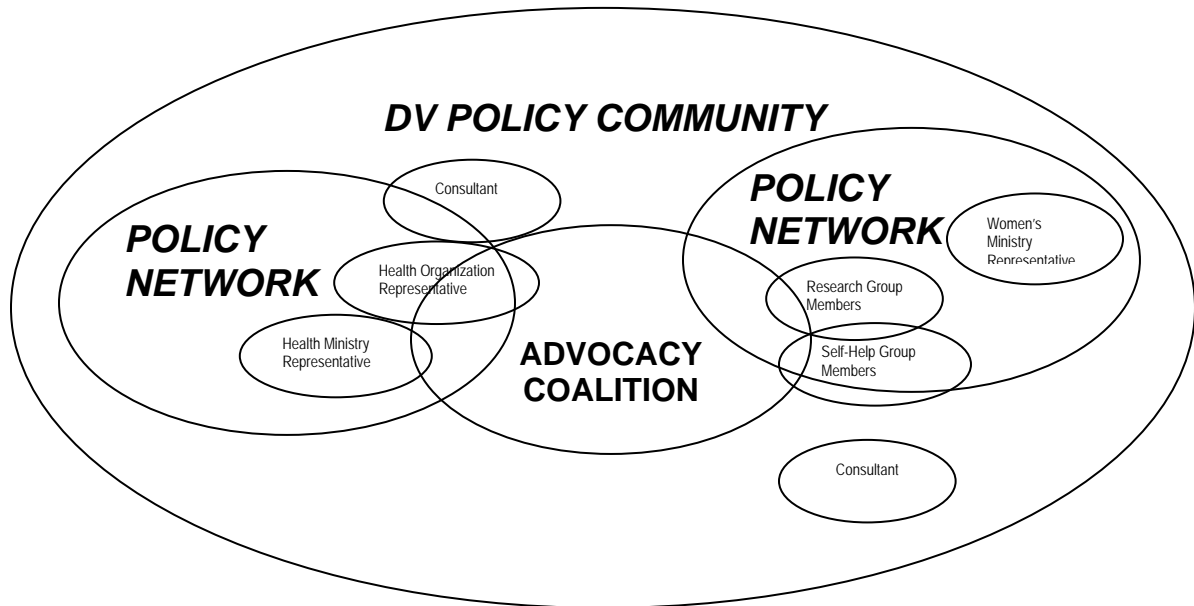 DV POLICY COMMUNITY
Consultant
POLICY
NETWORK
Health Organization
Representative
Health Ministry
Representative
ADVOCACY
COALITION
POLICY
NETWORK
Women's
Ministry
Representative
Research Group
Members
Self-Help Group
Members
Consultant